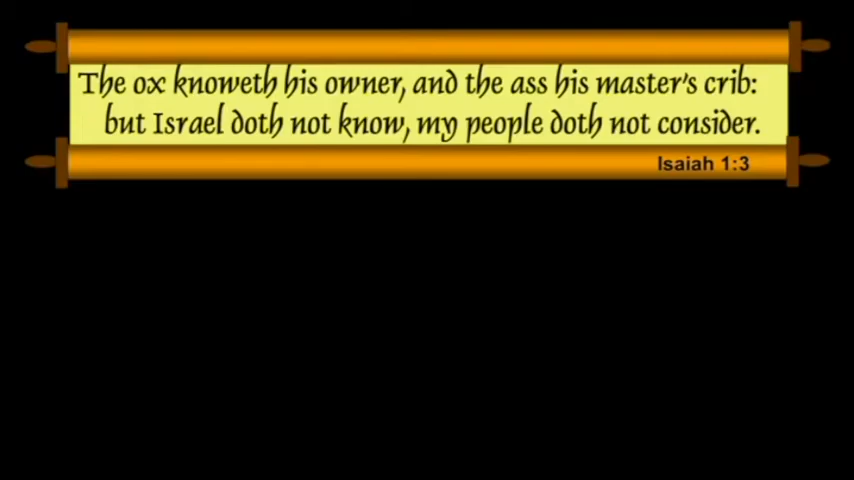 The ox knoweth his owner, and the ass his master's crib:
but Israel doth not know, my people doth not consider.
Isaiah 1:3